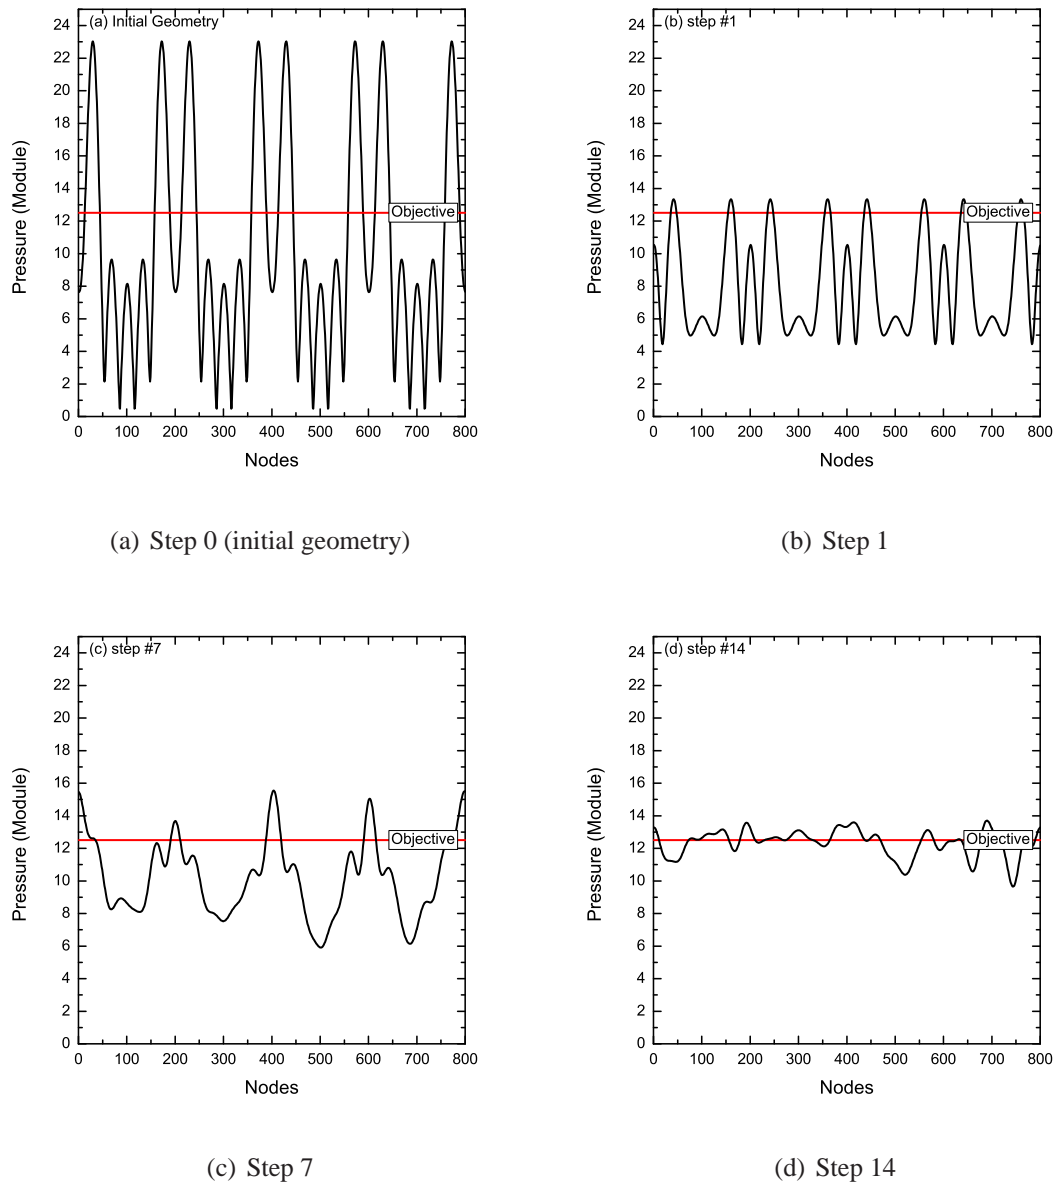 (a) Initial Geometry
24
22
20
18
16
14
12
10
8
6
4
2
0
Pressure (Module)
Objective
0 100 200 300 400 500 600 700 800
Nodes
(a) Step 0 (initial geometry)
(b) step #1
24
22
20
18
16
14
12
10
8
6
4
2
0
Pressure (Module)
Objective
0 100 200 300 400 500 600 700 800
Nodes
(b) Step 1
(c) step #7
24
22
20
18
16
14
12
10
8
6
4
2
0
Pressure (Module)
Objective
0 100 200 300 400 500 600 700 800
Nodes
(c) Step 7
(d) step #14
24
22
20
18
16
14
12
10
8
6
4
2
0
Pressure (Module)
Objective
0 100 200 300 400 500 600 700 800
Nodes
(d) Step 14